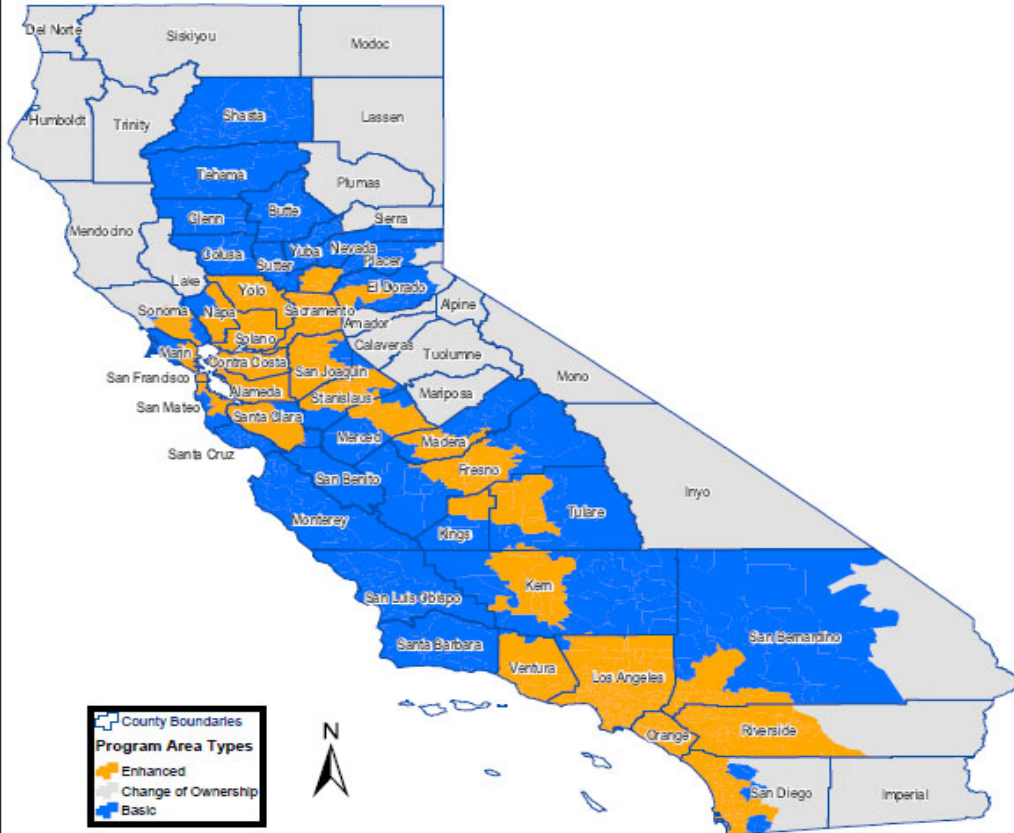 Del Norte
Siskiyou
Modoc
Humboldt
Trinity
Shasta
Lassen
Tehama
Plumas
Glenn
Butte
Sierra
Mendocino
Colusa
Yuba
Nevada
Sutter
Placer
Lake
Yolo
El Dorado
Sonoma
Napa
Sacramento
Alpine
Amador
Solano
Calaveras
Tuolumne
Marin
Contra Costa
San Joaquin
Mono
San Francisco
Alameda
Stanislaus
Mariposa
San Mateo
Santa Clara
Merced
Madera
Santa Cruz
Fresno
San Benito
Inyo
Monterey
Tulare
Kings
Kern
San Luis Obispo
San Bernardino
Santa Barbara
Ventura
Los Angeles
Orange
Riverside
San Diego
Imperial
N
County Boundaries
Program Area Types
Enhanced
Change of Ownership
Basic